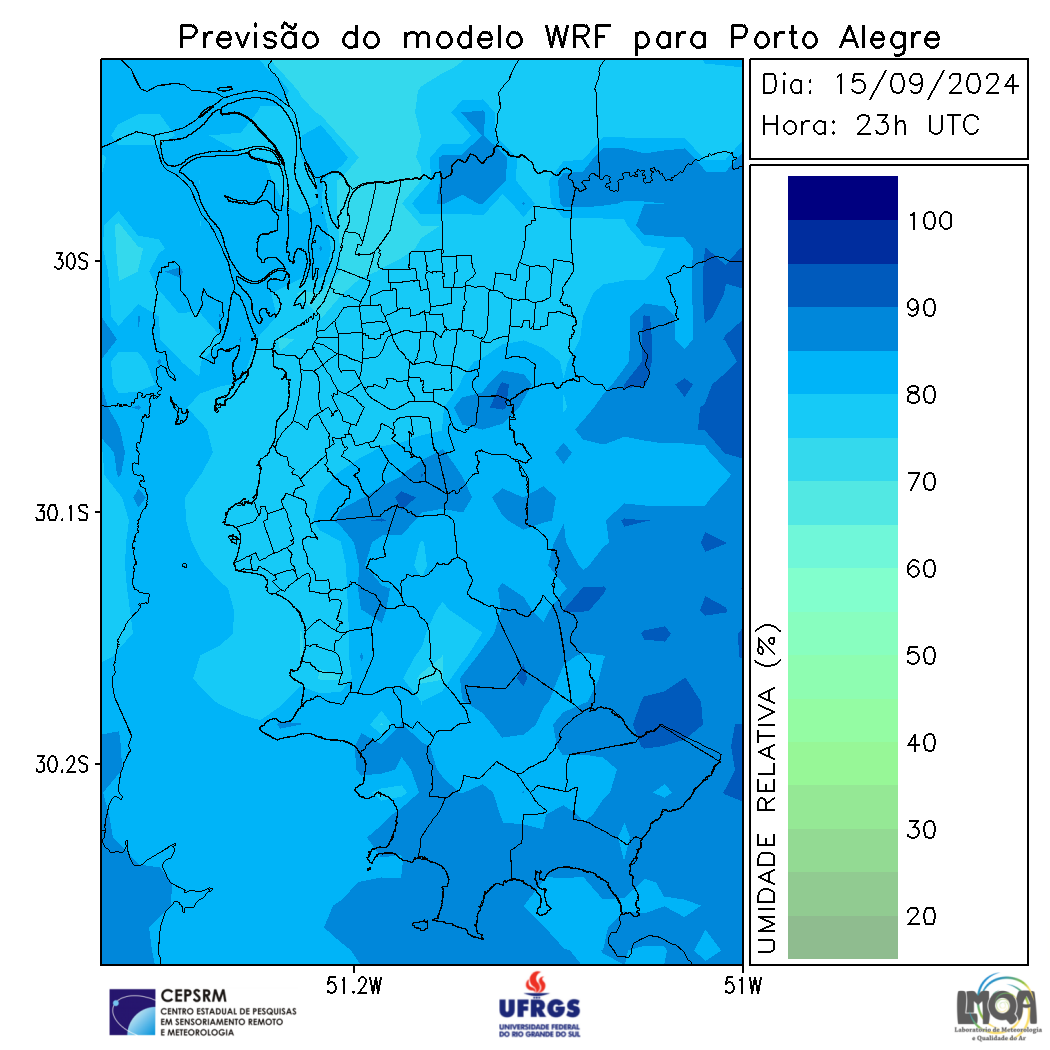 Previsão do modelo WRF para Porto Alegre
Dia: 15/09/2024
Hora: 23h UTC
30S
30.1S
30.2S
51.2W
51W
100
90
80
70
60
50
40
30
20
UMIDADE RELATIVA (%)
CEPSRM
CENTRO ESTADUAL DE PESQUISAS
EM SENSORIAMENTO REMOTO
E METEOROLOGIA
UFRGS
UNIVERSIDADE FEDERAL
DO RIO GRANDE DO SUL
LMQA
Laboratório de Meteorologia
e Qualidade do Ar